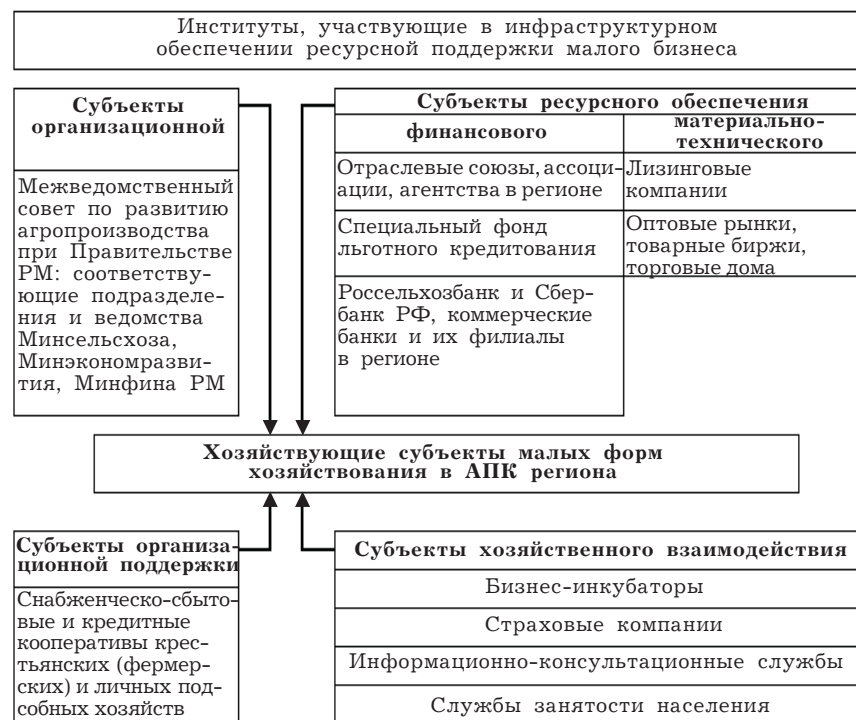 Институты, участвующие в инфраструктурном
обеспечении ресурсной поддержки малого бизнеса
Субъекты
организационной
Межведомственный
совет по развитию
агропроизводства
при Правительстве
РМ: соответству-
ющие подразделе-
ния и ведомства
Минсельсхоза,
Минэкономразви-
тия, Минфина РМ
Субъекты ресурсного обеспечения
финансового
материально-
технического
Отраслевые союзы, ассоци-
ации, агентства в регионе
Лизинговые
компании
Специальный фонд
льготного кредитования
Оптовые рынки,
товарные биржи,
торговые дома
Россельхозбанк и Сбер-
банк РФ, коммерческие
банки и их филиалы
в регионе
Хозяйствующие субъекты малых форм
хозяйствования в АПК региона
Субъекты организа-
ционной поддержки
Снабженческо-сбыто-
вые и кредитные
кооперативы крес-
тьянских (фермер-
ских) и личных под-
собных хозяйств
Субъекты хозяйственного взаимодействия
Бизнес-инкубаторы
Страховые компании
Информационно-консультационные службы
Службы занятости населения